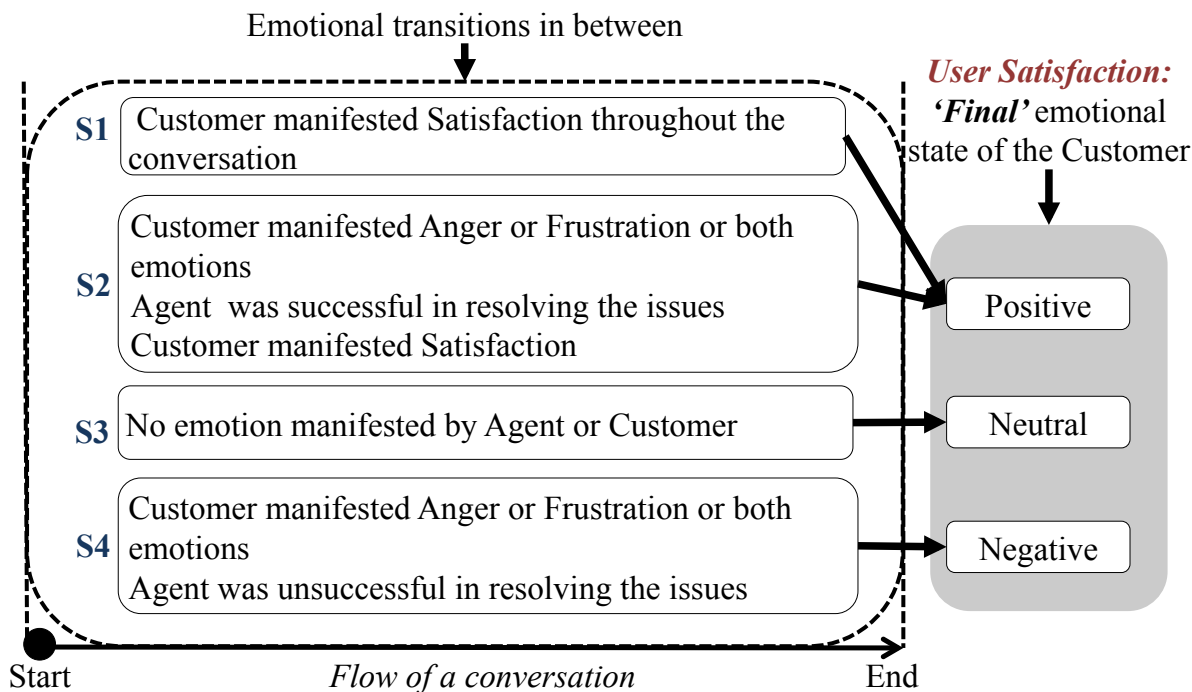 Emotional transitions in between
User Satisfaction:
‘Final’ emotional
state of the Customer
S1
Customer manifested Satisfaction throughout the
conversation
S2
Customer manifested Anger or Frustration or both
emotions
Agent was successful in resolving the issues
Customer manifested Satisfaction
Positive
S3
No emotion manifested by Agent or Customer
Neutral
S4
Customer manifested Anger or Frustration or both
emotions
Agent was unsuccessful in resolving the issues
Negative
Start
Flow of a conversation
End